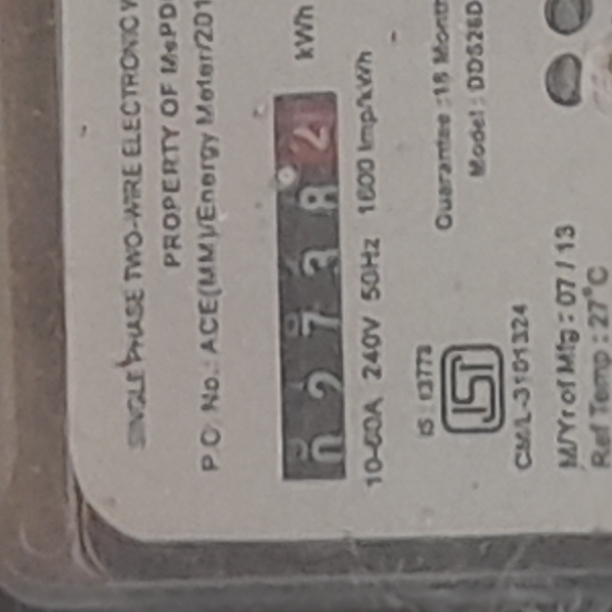 SINGLE PHASE TWO-WIRE ELECTRONIC
PROPERTY OF MePD
P.O. No.: ACE(MM)/Energy Meter/201
02738 2 kWh
10-60A 240V 50Hz 1600 Imp/kWh
Guarantee : 18 Month
IS : 13779
Model : DDS26D
CM/L-3101324
M/Yr of Mfg : 07 / 13
Ref Temp : 27°C